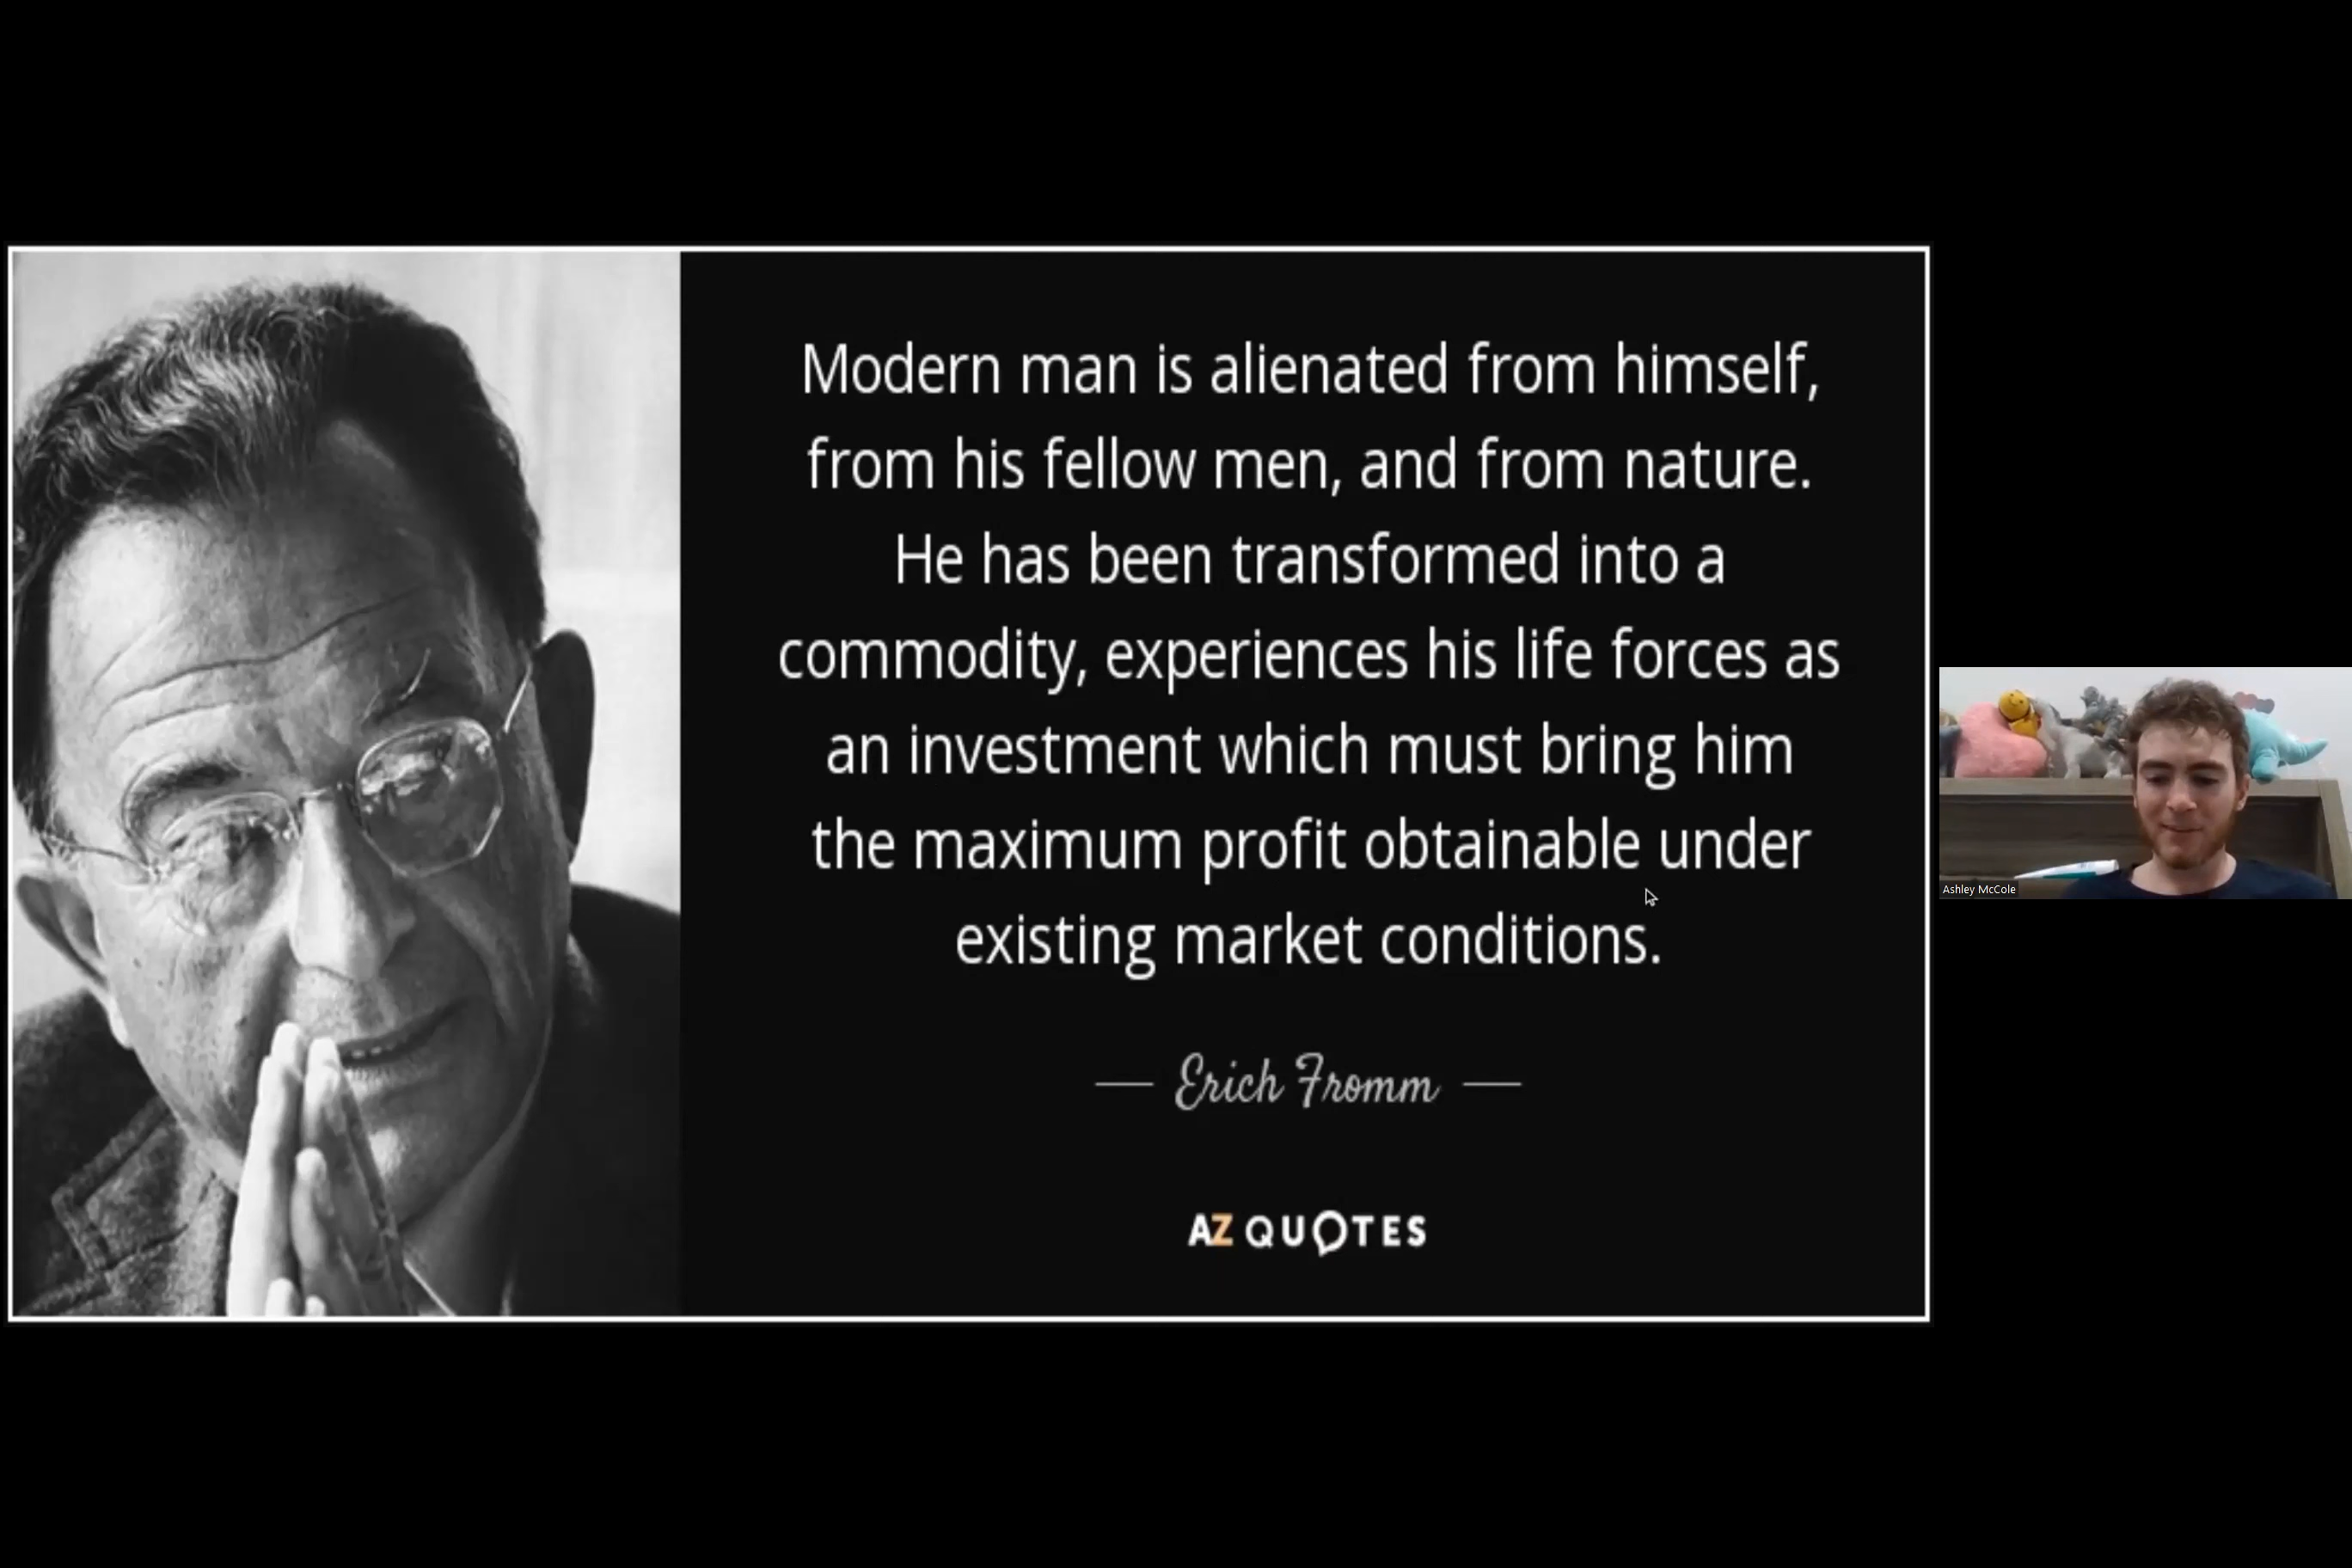 Modern man is alienated from himself,
from his fellow men, and from nature.
He has been transformed into a
commodity, experiences his life forces as
an investment which must bring him
the maximum profit obtainable under
existing market conditions.
— Erich Fromm —
AZ QUOTES
Ashley McCole